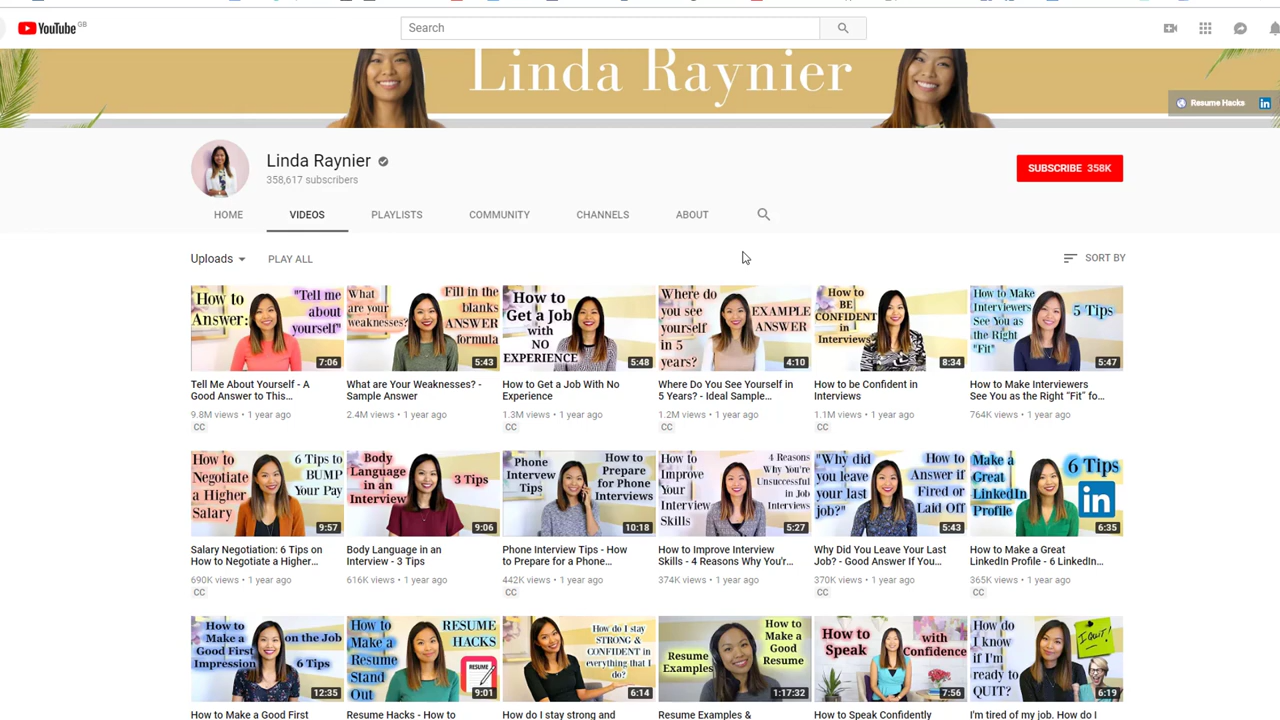 YouTube GB
Search
Linda Raynier
Resume Hacks
in
Linda Raynier
358,617 subscribers
SUBSCRIBE 358K
HOME VIDEOS PLAYLISTS COMMUNITY CHANNELS ABOUT
Uploads PLAY ALL SORT BY
How to
Answer:
"Tell me
about
yourself"
7:06
What
are your
weaknesses?
Fill in the
blanks
ANSWER
formula
5:43
How to
Get a Job
with
NO
EXPERIENCE
5:48
Where do
you see
yourself
in 5
years?
EXAMPLE
ANSWER
4:10
How to
BE
CONFIDENT
in
Interviews
8:34
How to Make
Interviewers
See You as
the Right
"Fit"
5 Tips
5:47
Tell Me About Yourself - A
Good Answer to This...
9.8M views • 1 year ago
CC
What are Your Weaknesses? -
Sample Answer
2.4M views • 1 year ago
How to Get a Job With No
Experience
1.3M views • 1 year ago
CC
Where Do You See Yourself in
5 Years? - Ideal Sample...
1.2M views • 1 year ago
CC
How to be Confident in
Interviews
1.1M views • 1 year ago
CC
How to Make Interviewers
See You as the Right "Fit" fo...
764K views • 1 year ago
How to
Negotiate
a Higher
Salary
6 Tips to
BUMP
Your Pay
9:57
Body
Language
in an
Interview
3 Tips
9:06
Phone
Interview
Tips
How to
Prepare
for Phone
Interviews
10:18
How to
Improve
Your
Interview
Skills
4 Reasons
Why You're
Unsuccessful
in Job
Interviews
5:27
"Why did
you leave
your last
job?"
How to
Answer if
Fired or
Laid Off
5:43
Make a
Great
LinkedIn
Profile
6 Tips
in
6:35
Salary Negotiation: 6 Tips on
How to Negotiate a Higher...
690K views • 1 year ago
CC
Body Language in an
Interview - 3 Tips
616K views • 1 year ago
Phone Interview Tips - How
to Prepare for a Phone...
442K views • 1 year ago
CC
How to Improve Interview
Skills - 4 Reasons Why You'r...
374K views • 1 year ago
Why Did You Leave Your Last
Job? - Good Answer If You...
370K views • 1 year ago
CC
How to Make a Great
LinkedIn Profile - 6 LinkedIn...
365K views • 1 year ago
CC
How to
Make a
Good First
Impression
on the Job
6 Tips
12:35
How to
Make a
Resume
Stand
Out
RESUME
HACKS
RESUME
9:01
How do I stay
STRONG &
CONFIDENT in
everything that I
do?
6:14
Resume
Examples
How to
Make a
Good
Resume
1:17:32
How to
Speak
with
Confidence
7:56
How do
I know
if I'm
ready to
QUIT?
I Quit!
6:19
How to Make a Good First
Resume Hacks - How to
How do I stay strong and
Resume Examples &
How to Speak Confidently
I'm tired of my job. How do I